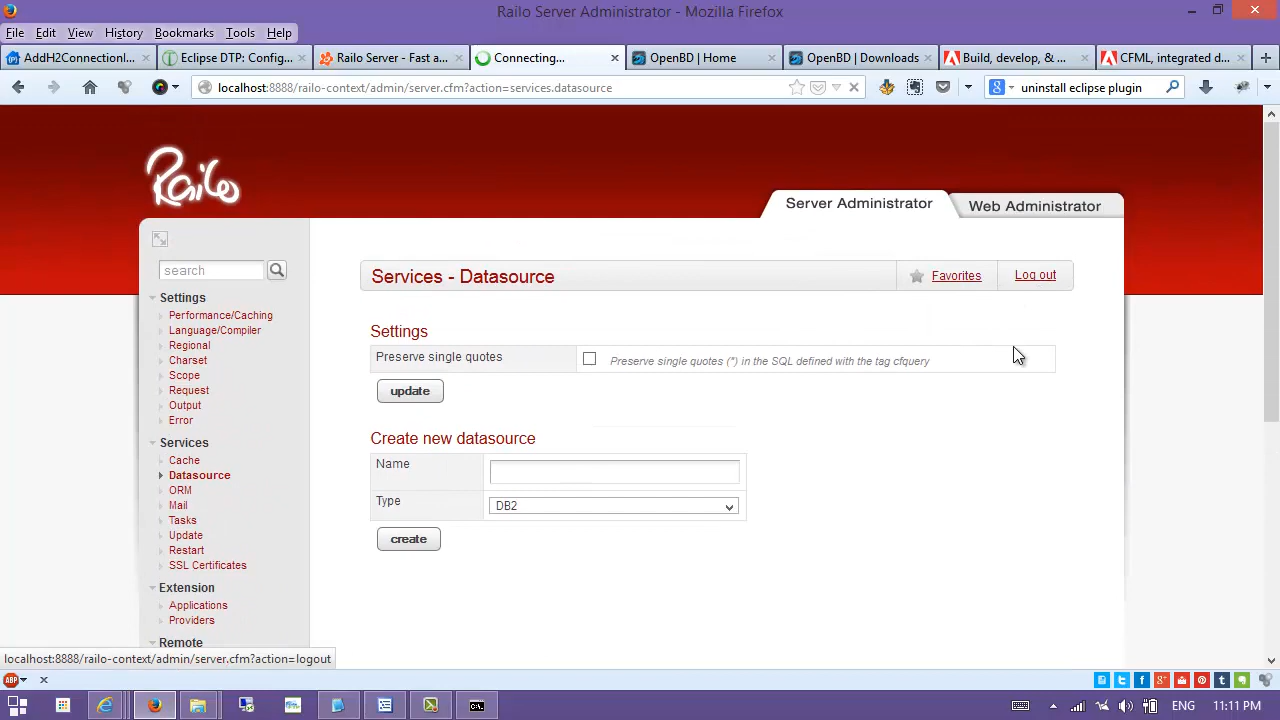 Railo Server Administrator - Mozilla Firefox
File Edit View History Bookmarks Tools Help
AddH2ConnectionI...
Eclipse DTP: Config...
Railo Server - Fast a...
Connecting...
OpenBD | Home
OpenBD | Downloads
Build, develop, & ...
CFML, integrated d...
localhost:8888/railo-context/admin/server.cfm?action=services.datasource
uninstall eclipse plugin
Railo
Server Administrator
Web Administrator
search
Settings
Performance/Caching
Language/Compiler
Regional
Charset
Scope
Request
Output
Error
Services
Cache
Datasource
ORM
Mail
Tasks
Update
Restart
SSL Certificates
Extension
Applications
Providers
Remote
Services - Datasource
Favorites
Log out
Settings
Preserve single quotes
Preserve single quotes (") in the SQL defined with the tag cfquery
update
Create new datasource
Name
Type
DB2
create
localhost:8888/railo-context/admin/server.cfm?action=logout
ABP
ENG
11:11 PM